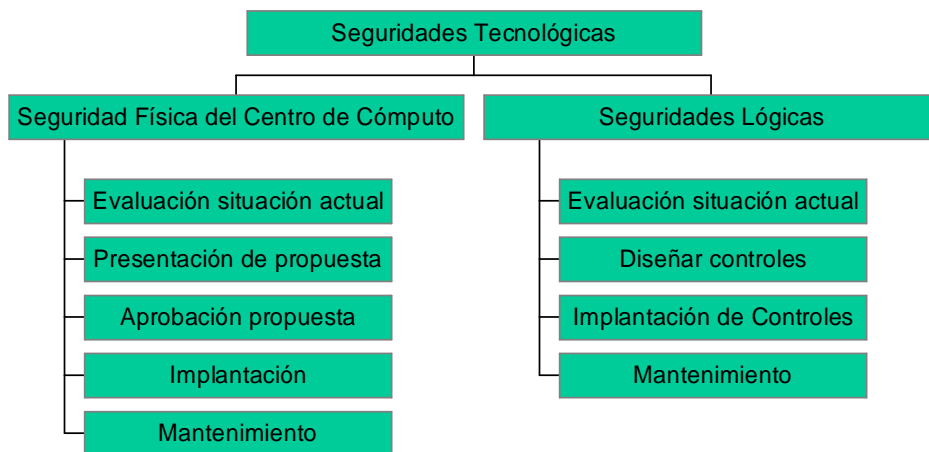 Seguridades Tecnológicas
Seguridad Física del Centro de Cómputo
Evaluación situación actual
Presentación de propuesta
Aprobación propuesta
Implantación
Mantenimiento
Seguridades Lógicas
Evaluación situación actual
Diseñar controles
Implantación de Controles
Mantenimiento